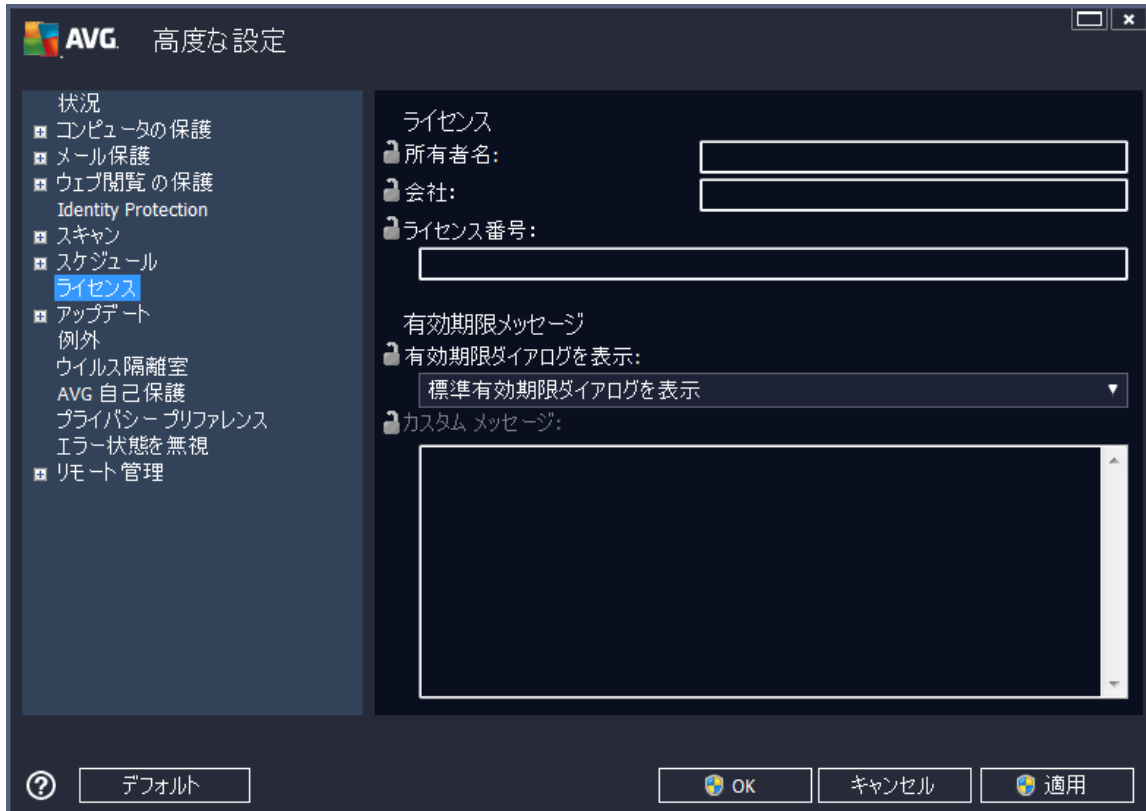 AVG. 高度な設定
状況
コンピュータの保護
メール保護
ウェブ閲覧 の保護
Identity Protection
スキャン
スケジュール
ライセンス
アップデート
例外
ウイルス隔離室
AVG 自己保護
プライバシー プリファレンス
エラー状態を無視
リモート管理
ライセンス
所有者名:
会社:
ライセンス番号:
有効期限メッセージ
有効期限ダイアログを表示:
標準有効期限ダイアログを表示
カスタム メッセージ:
デフォルト
OK
キャンセル
適用